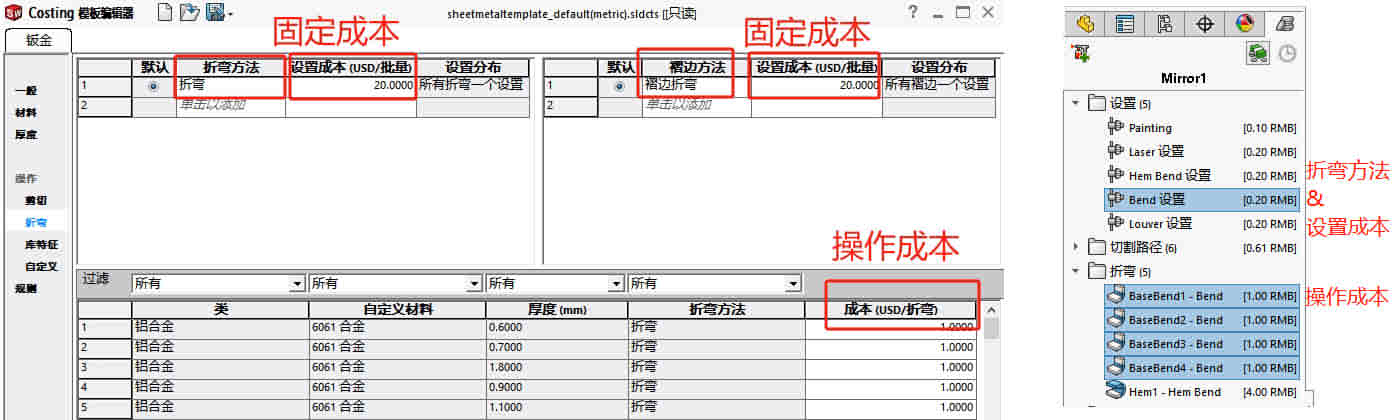 Costing 模板编辑器
sheetmetaltemplate_default(metric).sldcts [[只读]
钣金
一般
材料
厚度
操作
剪切
折弯
库特征
自定义
规则
固定成本
默认 折弯方法 设置成本 (USD/批量) 设置分布
1 折弯 20.0000 所有折弯一个设置
2 单击以添加
固定成本
默认 褶边方法 设置成本 (USD/批量) 设置分布
1 褶边折弯 20.0000 所有褶边一个设置
2 单击以添加
操作成本
过滤 所有 所有 所有 所有
类 自定义材料 厚度 (mm) 折弯方法 成本 (USD/折弯)
1 铝合金 6061 合金 0.6000 折弯 1.0000
2 铝合金 6061 合金 0.7000 折弯 1.0000
3 铝合金 6061 合金 1.8000 折弯 1.0000
4 铝合金 6061 合金 0.9000 折弯 1.0000
5 铝合金 6061 合金 1.1000 折弯 1.0000
Mirror1
设置 (5)
Painting [0.10 RMB]
Laser 设置 [0.20 RMB]
Hem Bend 设置 [0.20 RMB]
Bend 设置 [0.20 RMB]
Louver 设置 [0.20 RMB]
切割路径 (6) [0.61 RMB]
折弯 (5)
BaseBend1 - Bend [1.00 RMB]
BaseBend2 - Bend [1.00 RMB]
BaseBend3 - Bend [1.00 RMB]
BaseBend4 - Bend [1.00 RMB]
Hem1 - Hem Bend [4.00 RMB]
折弯方法
&
设置成本
操作成本